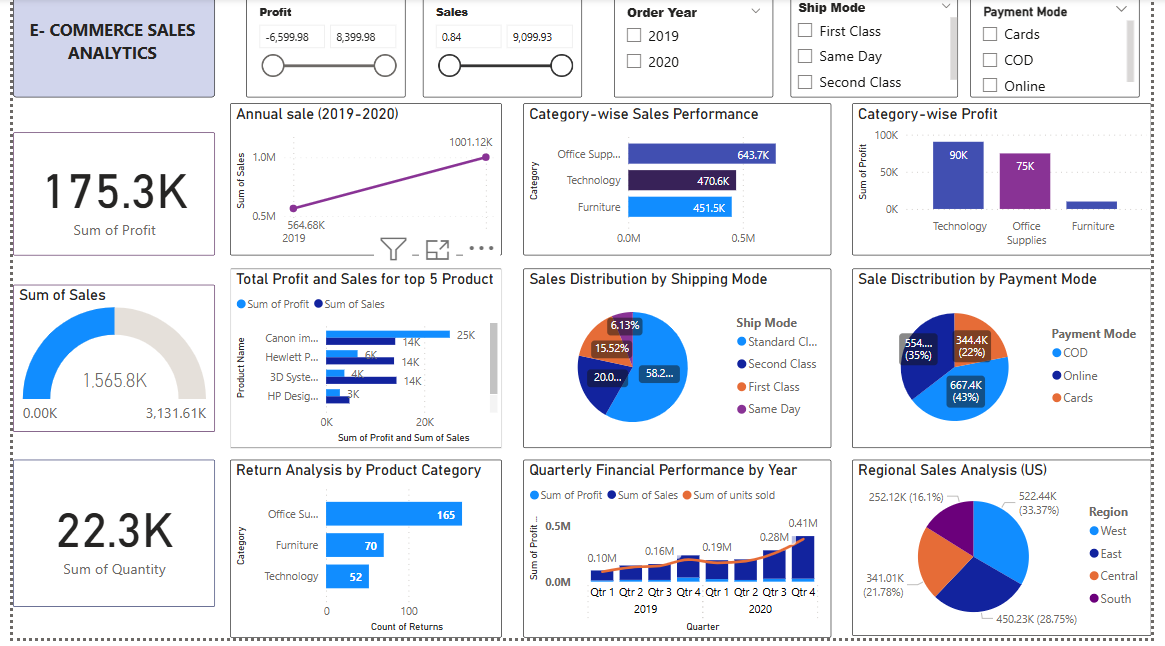 E- COMMERCE SALES
ANALYTICS
Profit
-6,599.98
8,399.98
Sales
0.84
9,099.93
Order Year
2019
2020
Ship Mode
First Class
Same Day
Second Class
Payment Mode
Cards
COD
Online
175.3K
Sum of Profit
Annual sale (2019-2020)
Sum of Sales
1.0M
0.5M
1001.12K
564.68K
2019
Category-wise Sales Performance
Category
Office Supp...
643.7K
Technology
470.6K
Furniture
451.5K
0.0M
0.5M
Category-wise Profit
Sum of Profit
100K
50K
0K
90K
75K
Technology
Office
Supplies
Furniture
Sum of Sales
1,565.8K
0.00K
3,131.61K
Total Profit and Sales for top 5 Product
Sum of Profit
Sum of Sales
Product Name
Canon im...
25K
14K
Hewlett P...
6K
14K
3D Syste...
4K
14K
HP Desig...
3K
0K
20K
Sum of Profit and Sum of Sales
Sales Distribution by Shipping Mode
6.13%
15.52%
20.0...
58.2...
Ship Mode
Standard Cl...
Second Class
First Class
Same Day
Sale Disctribution by Payment Mode
554....
(35%)
344.4K
(22%)
667.4K
(43%)
Payment Mode
COD
Online
Cards
22.3K
Sum of Quantity
Return Analysis by Product Category
Category
Office Su...
165
Furniture
70
Technology
52
0
100
Count of Returns
Quarterly Financial Performance by Year
Sum of Profit
Sum of Sales
Sum of units sold
Sum of Profit ...
0.5M
0.0M
0.10M
0.16M
0.19M
0.28M
0.41M
Qtr 1 Qtr 2 Qtr 3 Qtr 4 Qtr 1 Qtr 2 Qtr 3 Qtr 4
2019
2020
Quarter
Regional Sales Analysis (US)
252.12K (16.1%)
522.44K
(33.37%)
341.01K
(21.78%)
450.23K (28.75%)
Region
West
East
Central
South